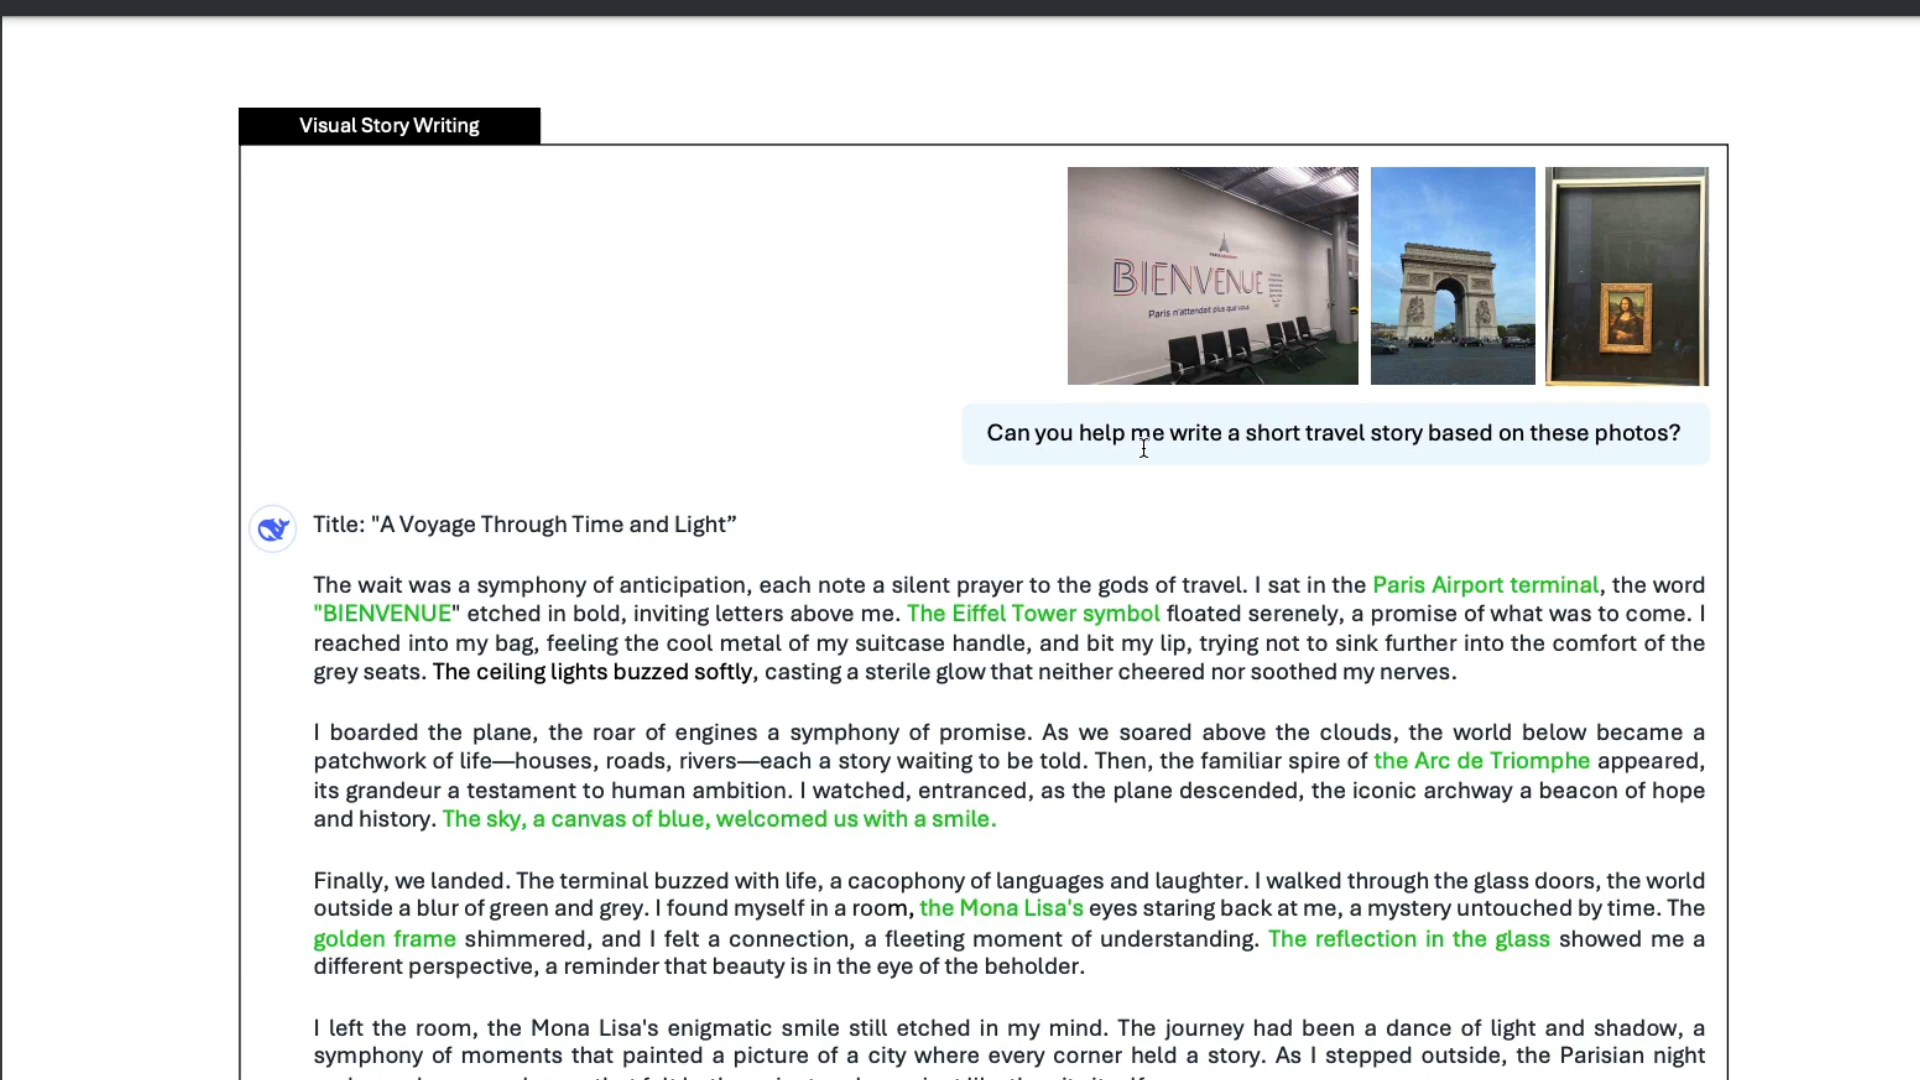 Visual Story Writing
PARIS
BIENVENUE
Paris n'attendait plus que vous
Can you help me write a short travel story based on these photos?
Title: "A Voyage Through Time and Light”
The wait was a symphony of anticipation, each note a silent prayer to the gods of travel. I sat in the Paris Airport terminal, the word
"BIENVENUE" etched in bold, inviting letters above me. The Eiffel Tower symbol floated serenely, a promise of what was to come. I
reached into my bag, feeling the cool metal of my suitcase handle, and bit my lip, trying not to sink further into the comfort of the
grey seats. The ceiling lights buzzed softly, casting a sterile glow that neither cheered nor soothed my nerves.
I boarded the plane, the roar of engines a symphony of promise. As we soared above the clouds, the world below became a
patchwork of life—houses, roads, rivers—each a story waiting to be told. Then, the familiar spire of the Arc de Triomphe appeared,
its grandeur a testament to human ambition. I watched, entranced, as the plane descended, the iconic archway a beacon of hope
and history. The sky, a canvas of blue, welcomed us with a smile.
Finally, we landed. The terminal buzzed with life, a cacophony of languages and laughter. I walked through the glass doors, the world
outside a blur of green and grey. I found myself in a room, the Mona Lisa's eyes staring back at me, a mystery untouched by time. The
golden frame shimmered, and I felt a connection, a fleeting moment of understanding. The reflection in the glass showed me a
different perspective, a reminder that beauty is in the eye of the beholder.
I left the room, the Mona Lisa's enigmatic smile still etched in my mind. The journey had been a dance of light and shadow, a
symphony of moments that painted a picture of a city where every corner held a story. As I stepped outside, the Parisian night